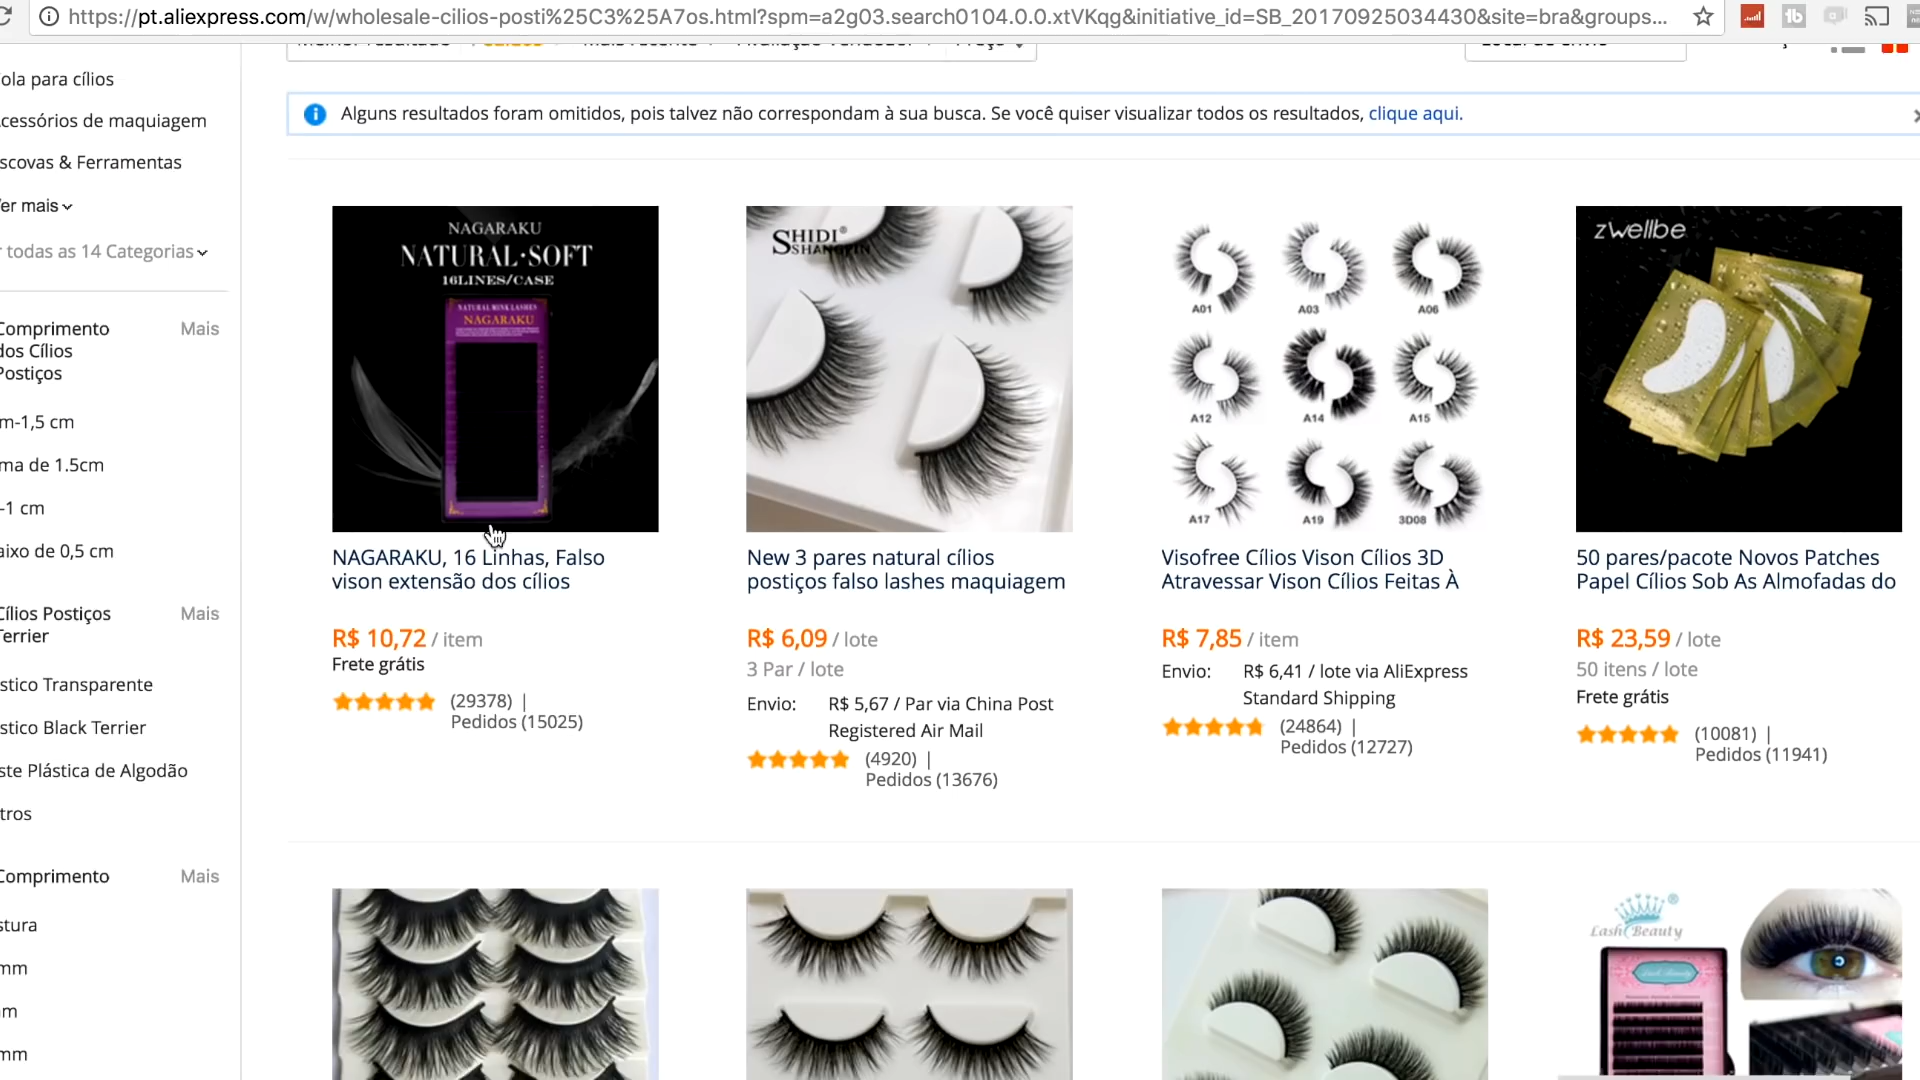 https://pt.aliexpress.com/w/wholesale-cilios-posti%25C3%25A7os.html?spm=a2g03.search0104.0.0.xtVKqg&initiative_id=SB_20170925034430&site=bra&groups...
ola para cílios
cessórios de maquiagem
scovas & Ferramentas
er mais
r todas as 14 Categorias
Comprimento dos Cílios Postiços
Mais
m-1,5 cm
ma de 1.5cm
-1 cm
aixo de 0,5 cm
Cílios Postiços Terrier
Mais
stico Transparente
stico Black Terrier
ste Plástica de Algodão
tros
Comprimento
Mais
stura
mm
m
mm
Alguns resultados foram omitidos, pois talvez não correspondam à sua busca. Se você quiser visualizar todos os resultados, clique aqui.
NAGARAKU
NATURAL·SOFT
16LINES/CASE
NATURAL MINK LASHES
NAGARAKU
NAGARAKU, 16 Linhas, Falso
vison extensão dos cílios
R$ 10,72 / item
Frete grátis
(29378) |
Pedidos (15025)
SHIDI®
SHANGPIN
New 3 pares natural cílios
postiços falso lashes maquiagem
R$ 6,09 / lote
3 Par / lote
Envio: R$ 5,67 / Par via China Post
Registered Air Mail
(4920) |
Pedidos (13676)
A01 A03 A06
A12 A14 A15
A17 A19 3D08
Visofree Cílios Vison Cílios 3D
Atravessar Vison Cílios Feitas À
R$ 7,85 / item
Envio: R$ 6,41 / lote via AliExpress
Standard Shipping
(24864) |
Pedidos (12727)
zwellbe
50 pares/pacote Novos Patches
Papel Cílios Sob As Almofadas do
R$ 23,59 / lote
50 itens / lote
Frete grátis
(10081) |
Pedidos (11941)
Lash Beauty